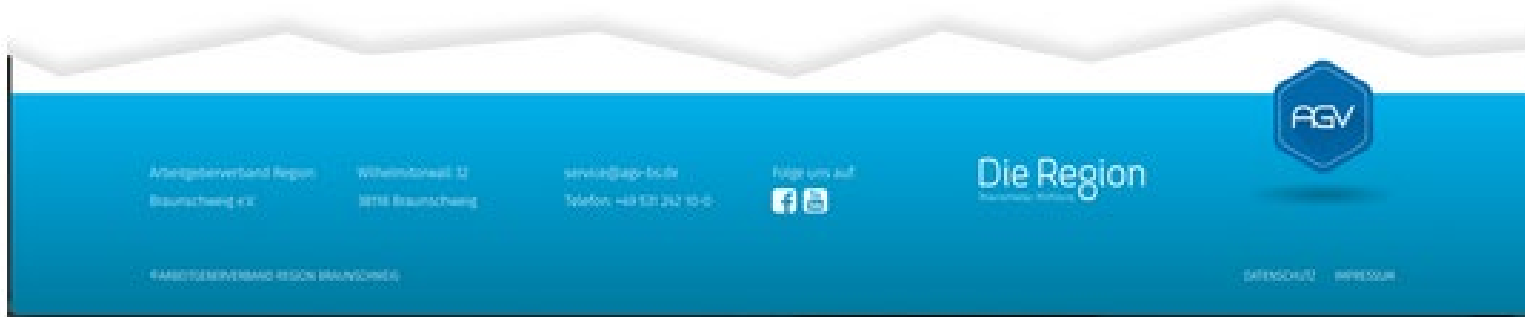 AGV
Arbeitgeberverband Region
Braunschweig e.V.
Wilhelmitorwall 32
38118 Braunschweig
service@agv-bs.de
Telefon: +49 531 242 10-0
Folge uns auf:
Die Region
©ARBEITGEBERVERBAND REGION BRAUNSCHWEIG
DATENSCHUTZ IMPRESSUM